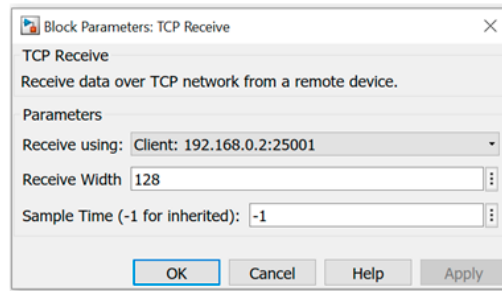 Block Parameters: TCP Receive
TCP Receive
Receive data over TCP network from a remote device.
Parameters
Receive using: Client: 192.168.0.2:25001
Receive Width 128
Sample Time (-1 for inherited): -1
OK Cancel Help Apply